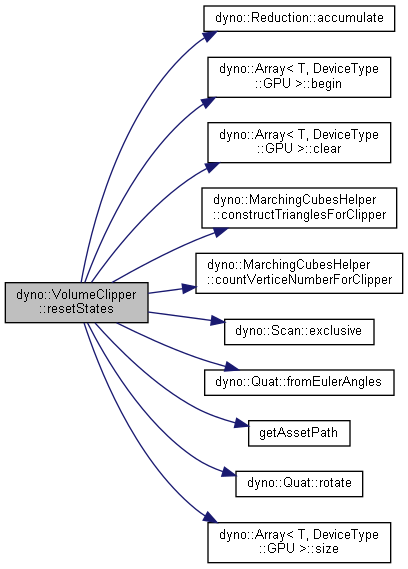 dyno::Reduction::accumulate
dyno::Array< T, DeviceType
::GPU >::begin
dyno::Array< T, DeviceType
::GPU >::clear
dyno::MarchingCubesHelper
::constructTrianglesForClipper
dyno::MarchingCubesHelper
::countVerticeNumberForClipper
dyno::VolumeClipper
::resetStates
dyno::Scan::exclusive
dyno::Quat::fromEulerAngles
getAssetPath
dyno::Quat::rotate
dyno::Array< T, DeviceType
::GPU >::size